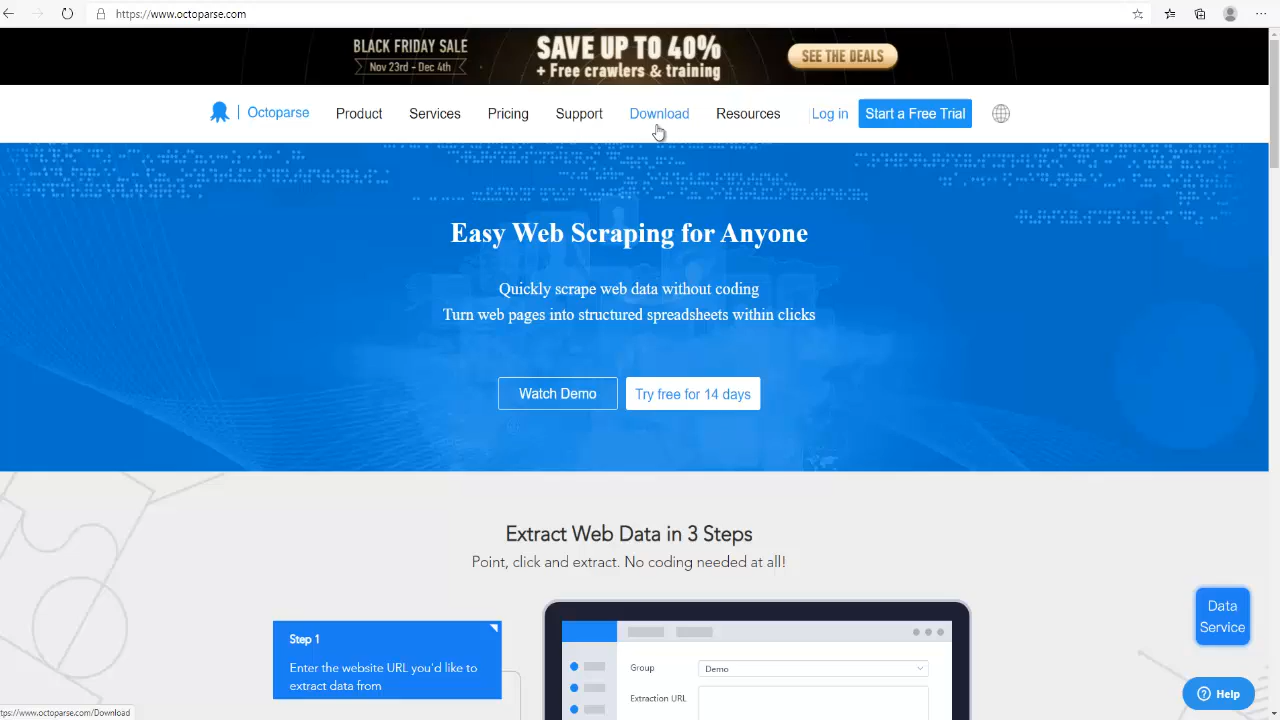 https://www.octoparse.com
BLACK FRIDAY SALE
Nov 23rd - Dec 4th
SAVE UP TO 40%
+ Free crawlers & training
SEE THE DEALS
Octoparse
Product
Services
Pricing
Support
Download
Resources
Log in
Start a Free Trial
Easy Web Scraping for Anyone
Quickly scrape web data without coding
Turn web pages into structured spreadsheets within clicks
Watch Demo
Try free for 14 days
Extract Web Data in 3 Steps
Point, click and extract. No coding needed at all!
Step 1
Enter the website URL you'd like to
extract data from
Group
Demo
Extraction URL
Data
Service
Help
tps://www.octoparse.com/Download